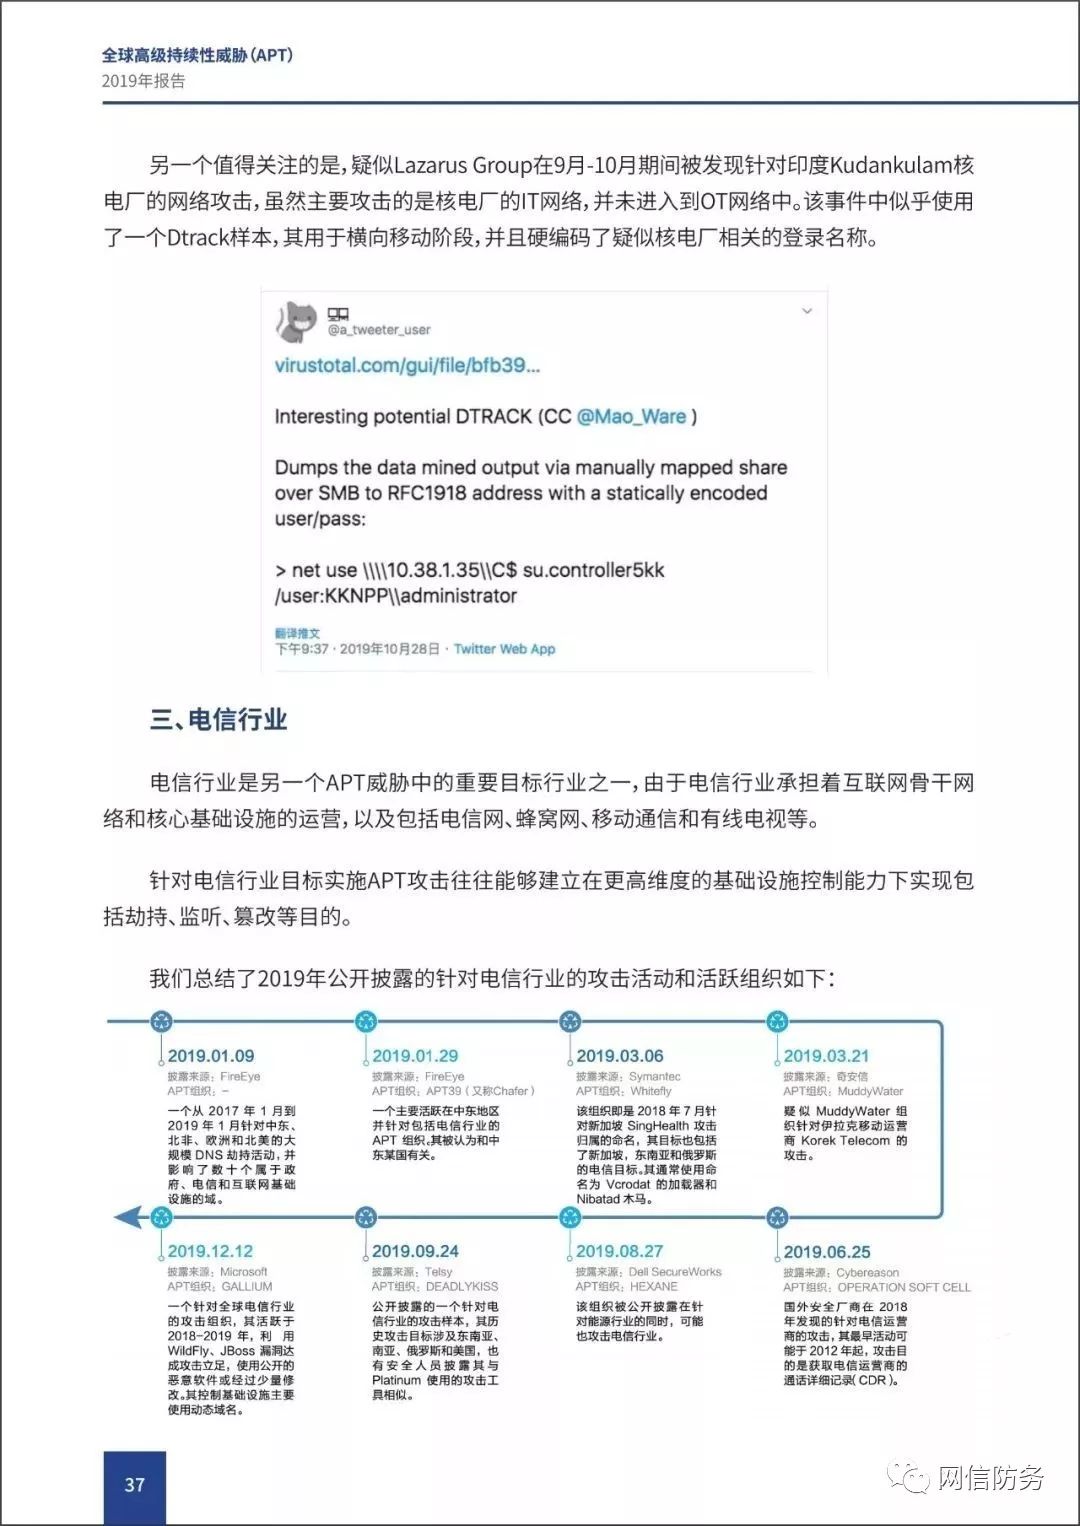 全球高级持续性威胁（APT）
2019年报告
另一个值得关注的是，疑似Lazarus Group在9月-10月期间被发现针对印度Kudankulam核
电厂的网络攻击，虽然主要攻击的是核电厂的IT网络，并未进入到OT网络中。该事件中似乎使用
了一个Dtrack样本，其用于横向移动阶段，并且硬编码了疑似核电厂相关的登录名称。
@a_tweeter_user
virustotal.com/gui/file/bfb39...
Interesting potential DTRACK (CC @Mao_Ware )
Dumps the data mined output via manually mapped share
over SMB to RFC1918 address with a statically encoded
user/pass:
> net use \\\\10.38.1.35\\C$ su.controller5kk
/user:KKNPP\\administrator
翻译推文
下午9:37 · 2019年10月28日 · Twitter Web App
三、电信行业
电信行业是另一个APT威胁中的重要目标行业之一，由于电信行业承担着互联网骨干网
络和核心基础设施的运营，以及包括电信网、蜂窝网、移动通信和有线电视等。
针对电信行业目标实施APT攻击往往能够建立在更高维度的基础设施控制能力下实现包
括劫持、监听、篡改等目的。
我们总结了2019年公开披露的针对电信行业的攻击活动和活跃组织如下：
2019.01.09
披露来源：FireEye
APT组织：–
一个从 2017 年 1 月到
2019 年 1 月针对中东、
北非、欧洲和北美的大
规模 DNS 劫持活动，并
影响了数十个属于政
府、电信和互联网基础
设施的域。
2019.01.29
披露来源：FireEye
APT组织：APT39（又称Chafer）
一个主要活跃在中东地区
并针对包括电信行业的
APT 组织。其被认为和中
东某国有关。
2019.03.06
披露来源：Symantec
APT组织：Whitefly
该组织即是 2018 年 7 月针
对新加坡 SingHealth 攻击
归属的命名，其目标也包括
了新加坡，东南亚和俄罗斯
的电信目标。其通常使用命
名为 Vcrodat 的加载器和
Nibatad 木马。
2019.03.21
披露来源：奇安信
APT组织：MuddyWater
疑似 MuddyWater 组
织针对伊拉克移动运营
商 Korek Telecom 的
攻击。
2019.12.12
披露来源：Microsoft
APT组织：GALLIUM
一个针对全球电信行业
的攻击组织，其活跃于
2018-2019 年，利 用
WildFly、JBoss 漏洞达
成攻击立足，使用公开的
恶意软件或经过少量修
改。其控制基础设施主要
使用动态域名。
2019.09.24
披露来源：Telsy
APT组织：DEADLYKISS
公开披露的一个针对电
信行业的攻击样本，其历
史攻击目标涉及东南亚、
南亚、俄罗斯和美国，也
有安全人员披露其与
Platinum 使用的攻击工
具相似。
2019.08.27
披露来源：Dell SecureWorks
APT组织：HEXANE
该组织被公开披露在针
对能源行业的同时，可能
也攻击电信行业。
2019.06.25
披露来源：Cybereason
APT组织：OPERATION SOFT CELL
国外安全厂商在 2018
年发现的针对电信运营
商的攻击，其最早活动可
能于 2012 年起，攻击目
的是获取电信运营商的
通话详细记录（CDR）。
37
网信防务